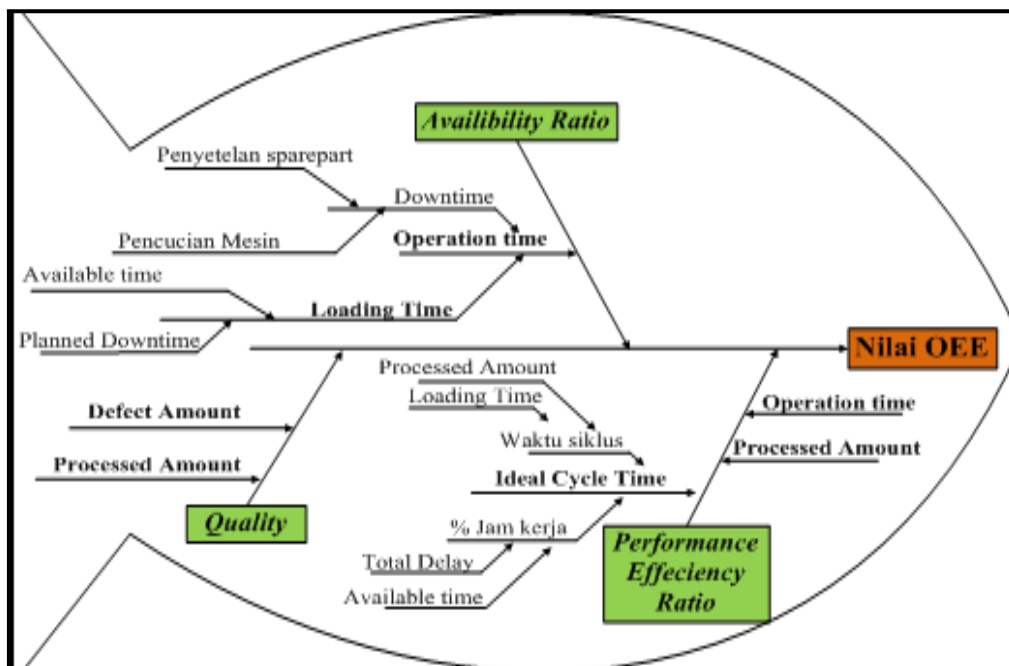 Availibility Ratio
Penyetelan sparepart
Downtime
Pencucian Mesin
Operation time
Available time
Loading Time
Planned Downtime
Nilai OEE
Processed Amount
Loading Time
Defect Amount
Operation time
Waktu siklus
Processed Amount
Processed Amount
Ideal Cycle Time
Quality
% Jam kerja
Performance
Effeciency
Ratio
Total Delay
Available time